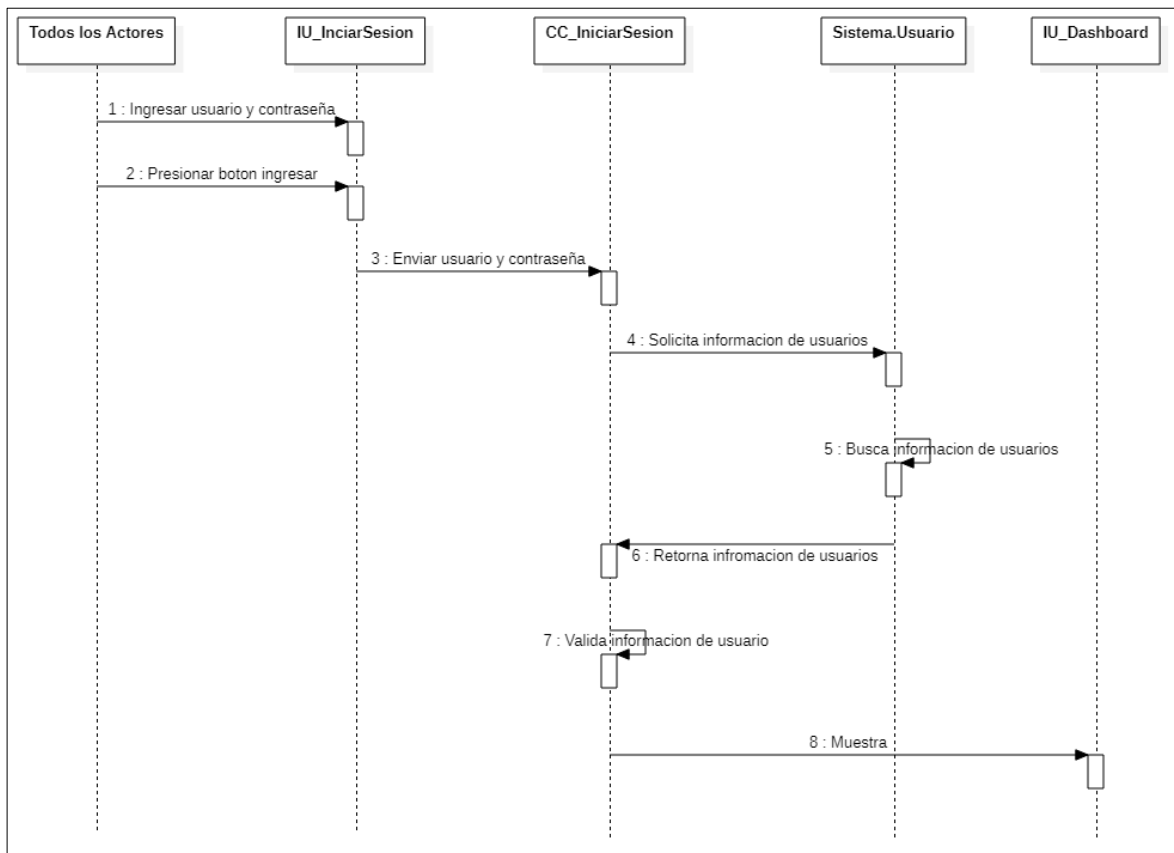 Todos los Actores
IU_InciarSesion
CC_IniciarSesion
Sistema.Usuario
IU_Dashboard
1 : Ingresar usuario y contraseña
2 : Presionar boton ingresar
3 : Enviar usuario y contraseña
4 : Solicita informacion de usuarios
5 : Busca informacion de usuarios
6 : Retorna infromacion de usuarios
7 : Valida informacion de usuario
8 : Muestra